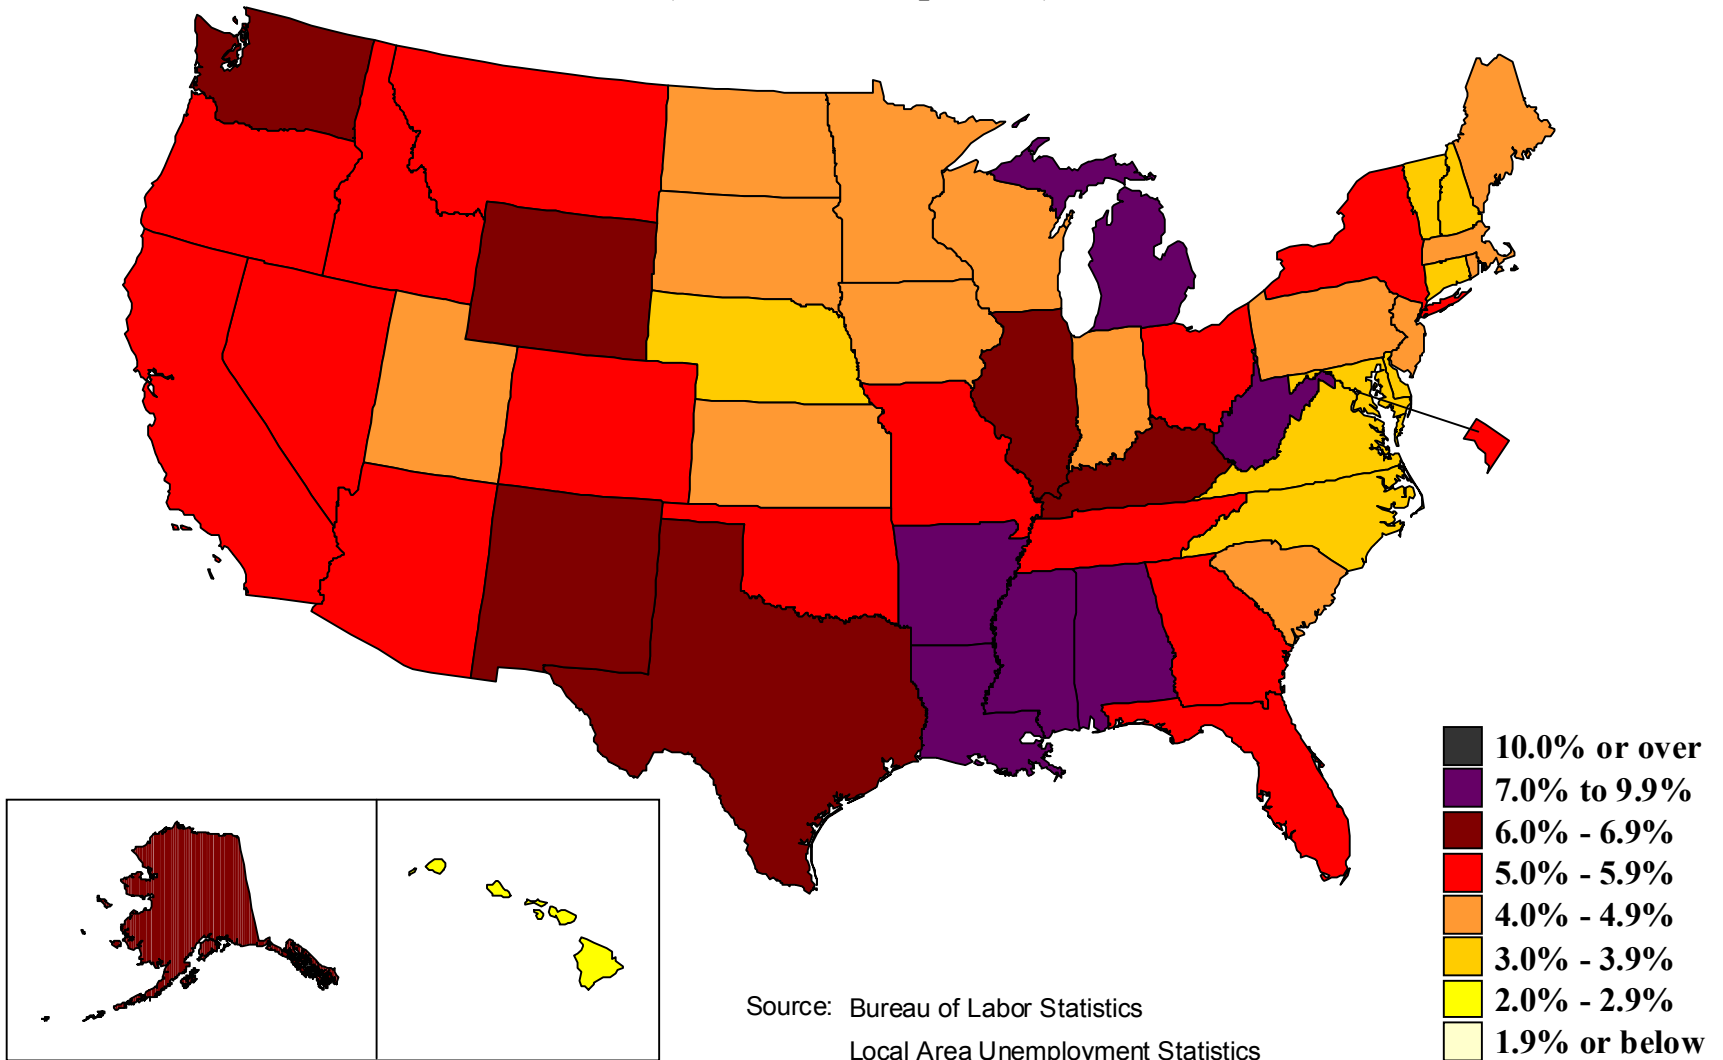 10.0% or over
7.0% to 9.9%
6.0% - 6.9%
5.0% - 5.9%
4.0% - 4.9%
3.0% - 3.9%
2.0% - 2.9%
1.9% or below
Source: Bureau of Labor Statistics
Local Area Unemployment Statistics